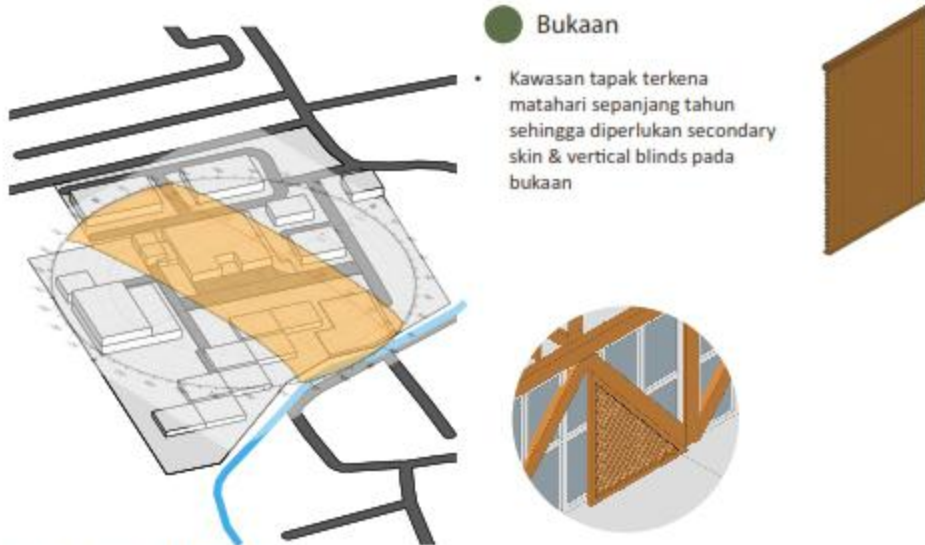 Bukaan
• Kawasan tapak terkena
matahari sepanjang tahun
sehingga diperlukan secondary
skin & vertical blinds pada
bukaan